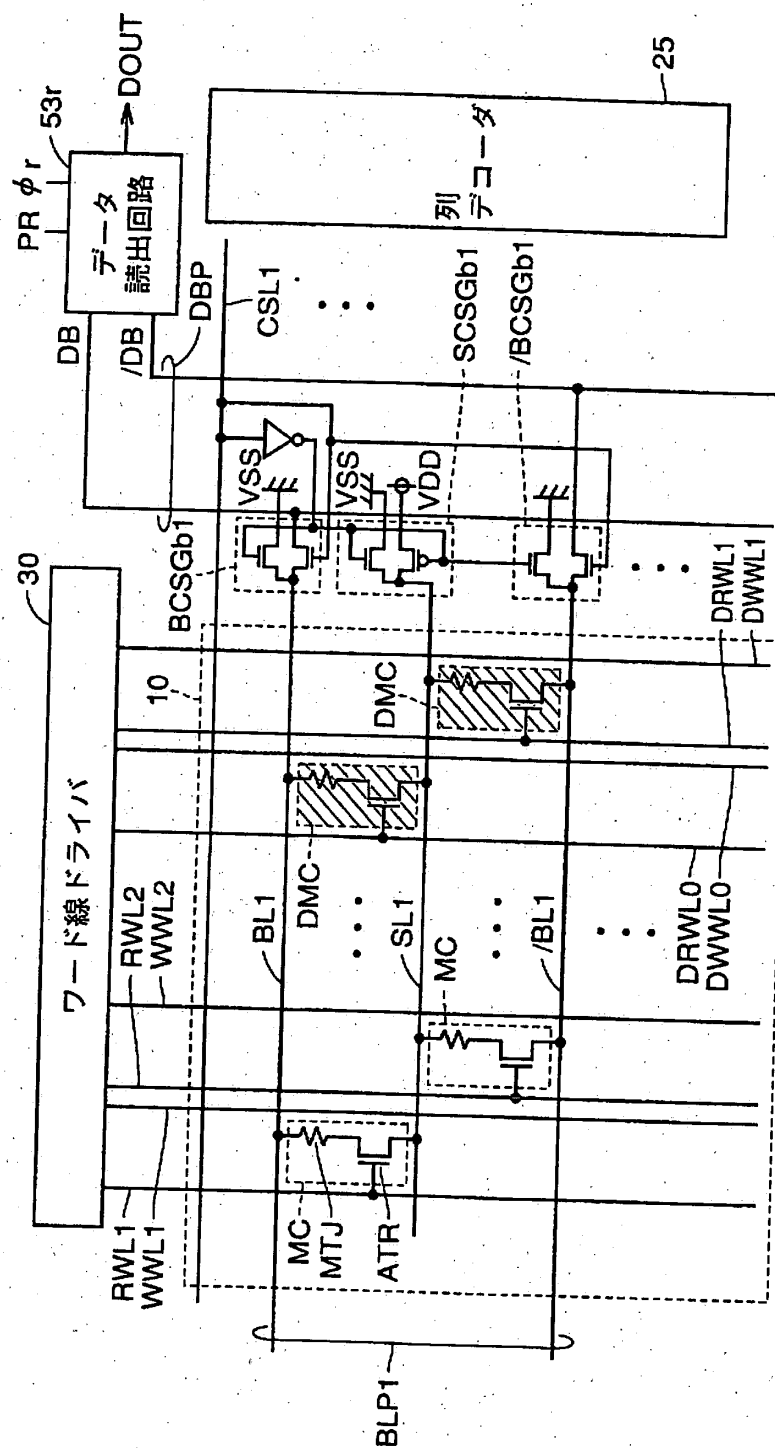 30
ワード線ドライバ
PR φr
53r
データ
読出回路
DOUT
DB
/DB
DBP
RWL1
WWL1
RWL2
WWL2
10
BL1
BCSGb1
VSS
CSL1
25
列
デコーダ
MC
MTJ
ATR
DMC
VSS
VDD
SCSGb1
SL1
MC
DMC
/BCSGb1
/BL1
BLP1
DRWL0
DWWL0
DRWL1
DWWL1